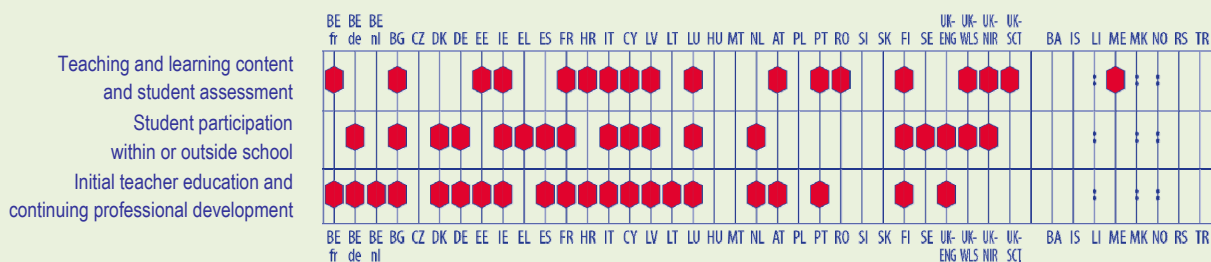 BE BE BE UK- UK- UK- UK-
fr de nl BG CZ DK DE EE IE EL ES FR HR IT CY LV LT LU HU MT NL AT PL PT RO SI SK FI SE ENG WLS NIR SCT BA IS LI ME MK NO RS TR
Teaching and learning content
and student assessment
: : :
Student participation
within or outside school
: : :
Initial teacher education and
continuing professional development
: : :
BE BE BE BG CZ DK DE EE IE EL ES FR HR IT CY LV LT LU HU MT NL AT PL PT RO SI SK FI SE UK- UK- UK- UK- BA IS LI ME MK NO RS TR
fr de nl ENG WLS NIR SCT